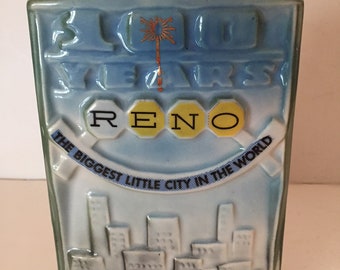 100
YEARS
RENO
THE BIGGEST LITTLE CITY IN THE WORLD